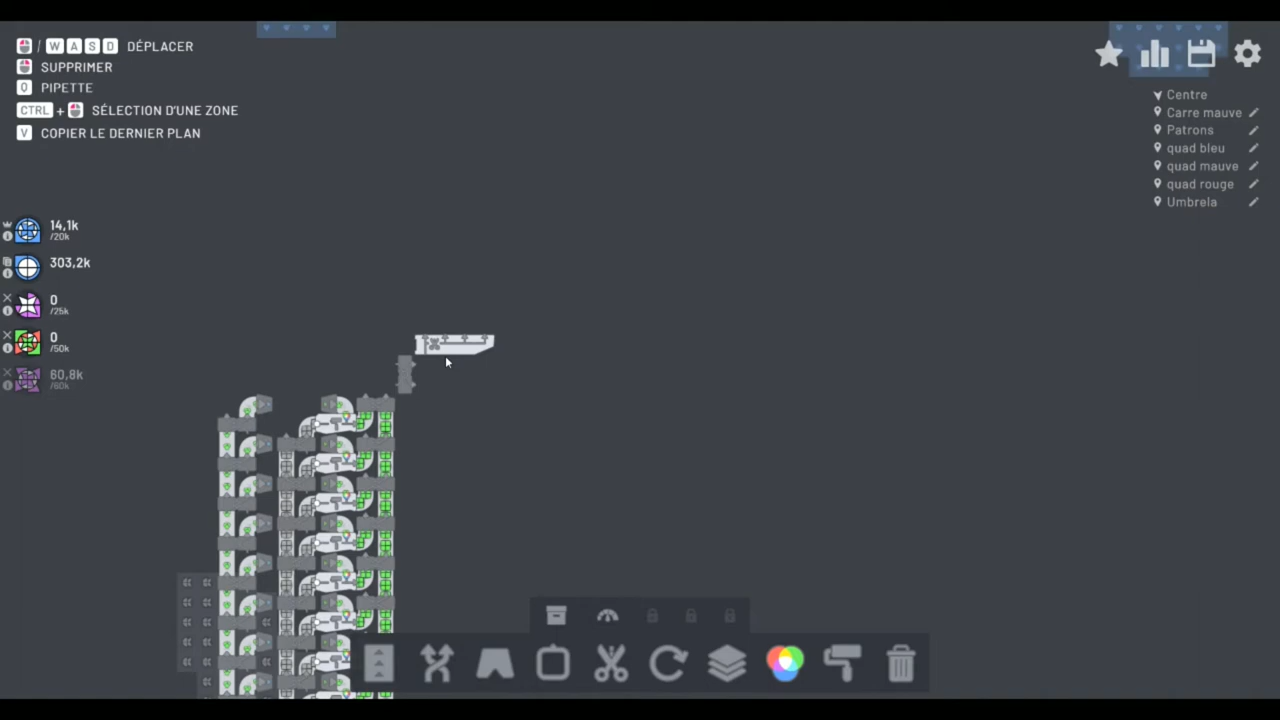 / W A S D DÉPLACER
SUPPRIMER
Q PIPETTE
CTRL + SÉLECTION D'UNE ZONE
V COPIER LE DERNIER PLAN
Centre
Carre mauve
Patrons
quad bleu
quad mauve
quad rouge
Umbrela
14,1k
/20k
303,2k
0
/25k
0
/50k
60,8k
/60k